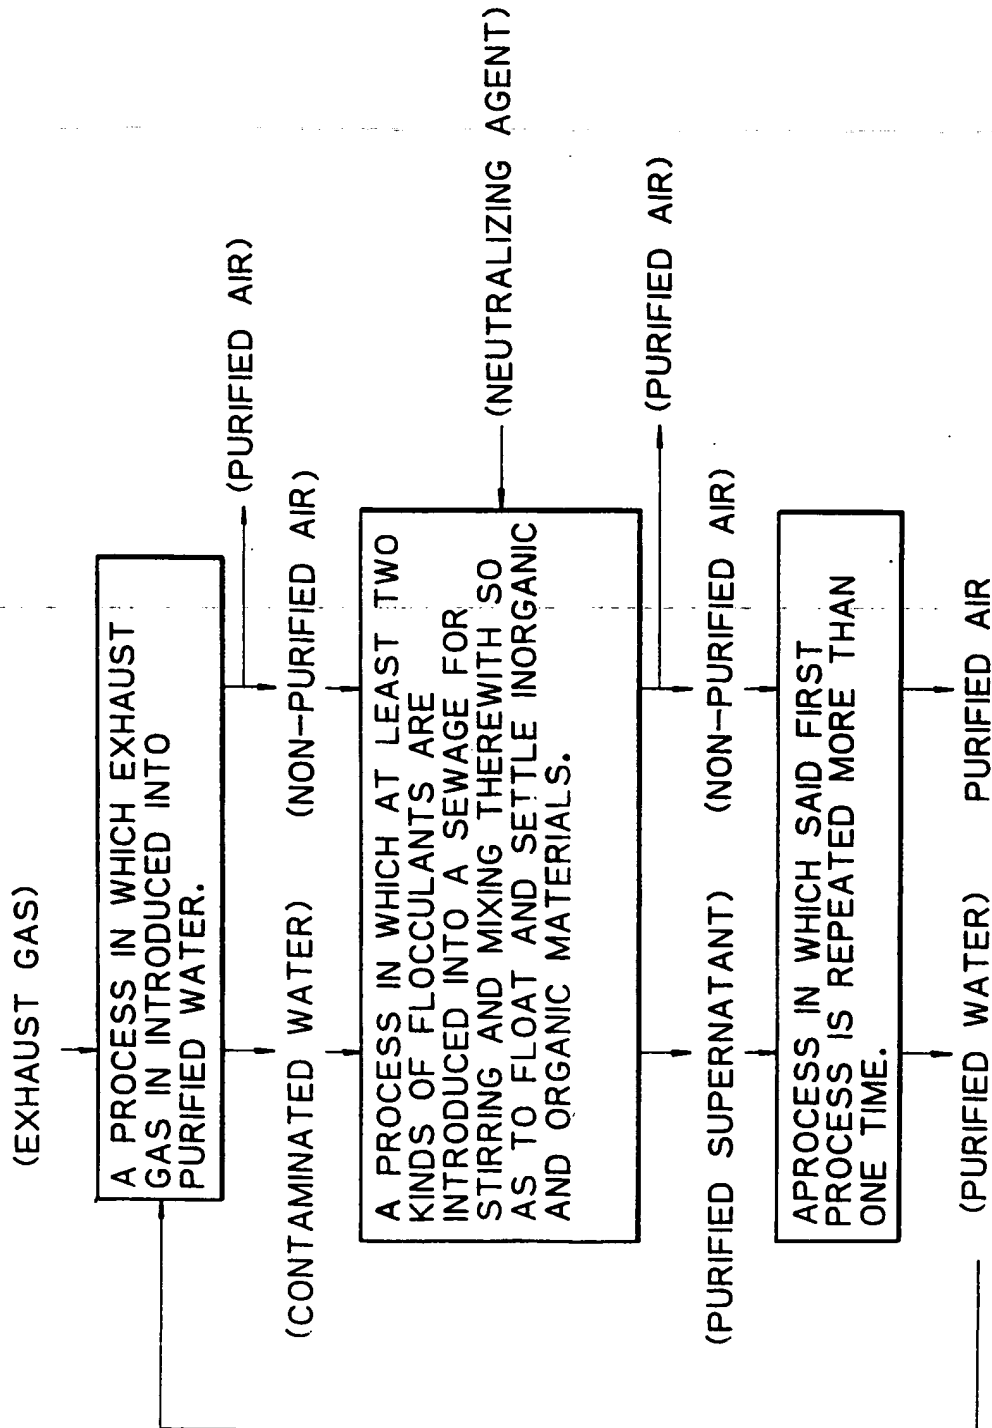 (EXHAUST GAS)
A PROCESS IN WHICH EXHAUST
GAS IN INTRODUCED INTO
PURIFIED WATER.
(PURIFIED AIR)
(CONTAMINATED WATER)
(NON-PURIFIED AIR)
A PROCESS IN WHICH AT LEAST TWO
KINDS OF FLOCCULANTS ARE
INTRODUCED INTO A SEWAGE FOR
STIRRING AND MIXING THEREWITH SO
AS TO FLOAT AND SETTLE INORGANIC
AND ORGANIC MATERIALS.
(NEUTRALIZING AGENT)
(PURIFIED AIR)
(PURIFIED SUPERNATANT)
(NON-PURIFIED AIR)
APROCESS IN WHICH SAID FIRST
PROCESS IS REPEATED MORE THAN
ONE TIME.
(PURIFIED WATER)
PURIFIED AIR